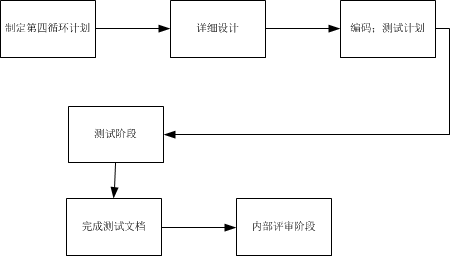 制定第四循环计划
详细设计
编码；测试计划
测试阶段
完成测试文档
内部评审阶段